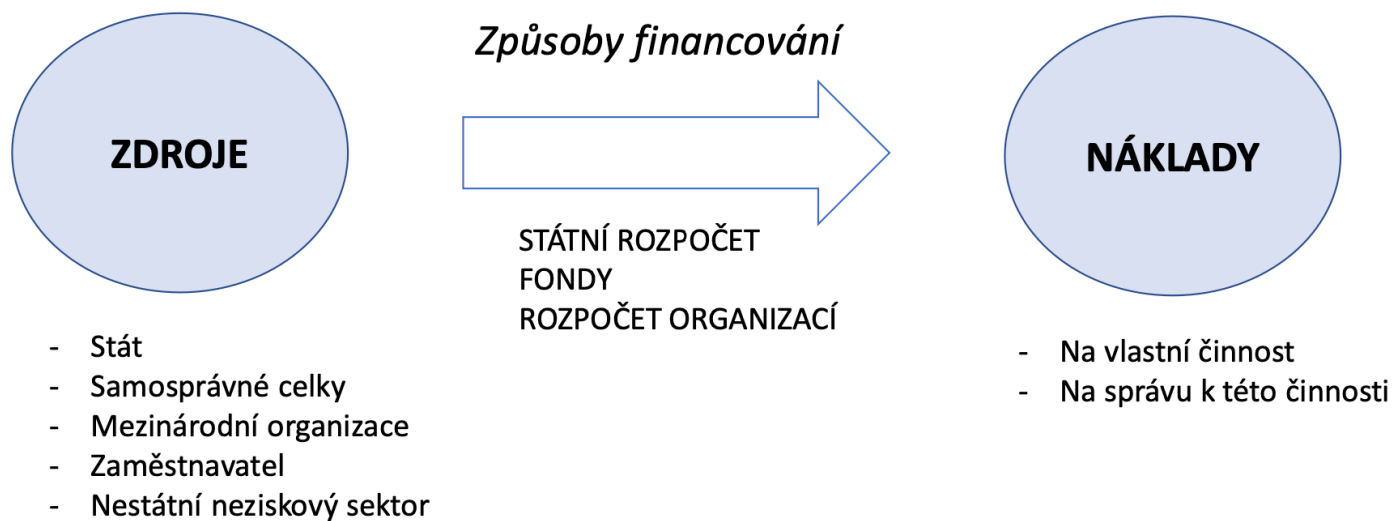 Způsoby financování
ZDROJE
NÁKLADY
STÁTNÍ ROZPOČET
FONDY
ROZPOČET ORGANIZACÍ
- Stát
- Samosprávné celky
- Mezinárodní organizace
- Zaměstnavatel
- Nestátní neziskový sektor
- Na vlastní činnost
- Na správu k této činnosti